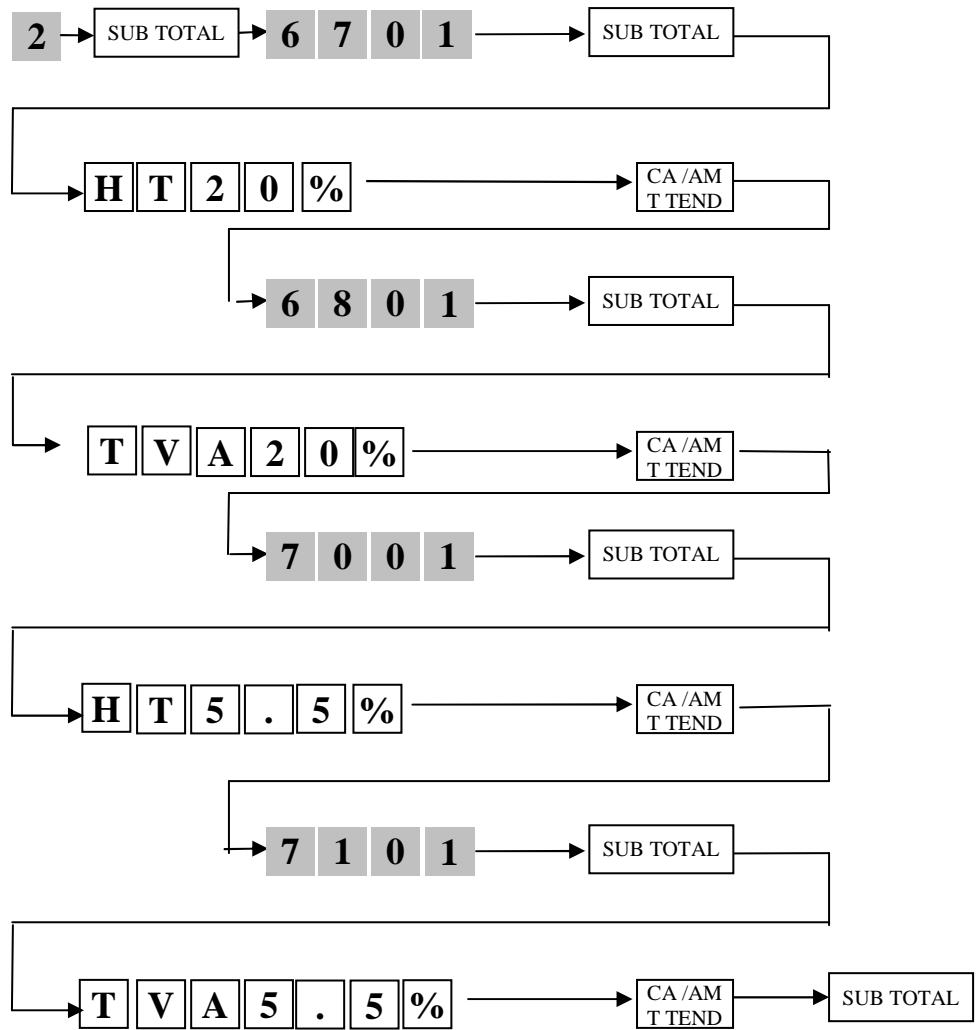 2 SUB TOTAL 6 7 0 1 SUB TOTAL
H T 2 0 % CA /AM
T TEND
6 8 0 1 SUB TOTAL
T V A 2 0 % CA /AM
T TEND
7 0 0 1 SUB TOTAL
H T 5 . 5 % CA /AM
T TEND
7 1 0 1 SUB TOTAL
T V A 5 . 5 % CA /AM
T TEND
SUB TOTAL